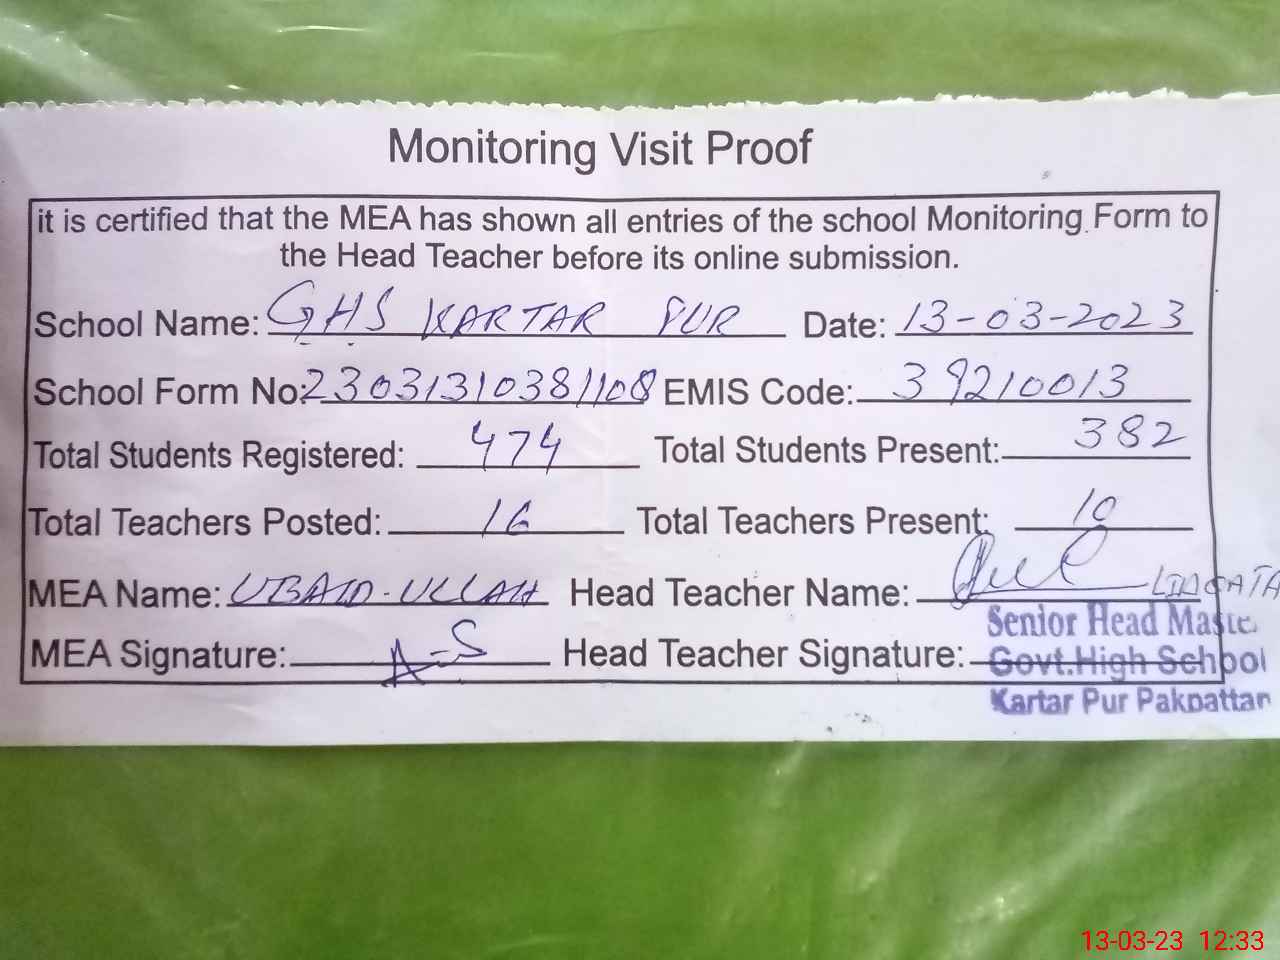 Monitoring Visit Proof
it is certified that the MEA has shown all entries of the school Monitoring Form to
the Head Teacher before its online submission.
School Name: GHS KARTAR PUR Date: 13-03-2023
School Form No: 23031310381108 EMIS Code: 39210013
Total Students Registered: 474 Total Students Present: 382
Total Teachers Posted: 16 Total Teachers Present: 10
MEA Name: UBAID-ULLAH Head Teacher Name:
MEA Signature: A-S Head Teacher Signature:
Senior Head Maste
Govt.High School
Kartar Pur Pakpattan
13-03-23 12:33